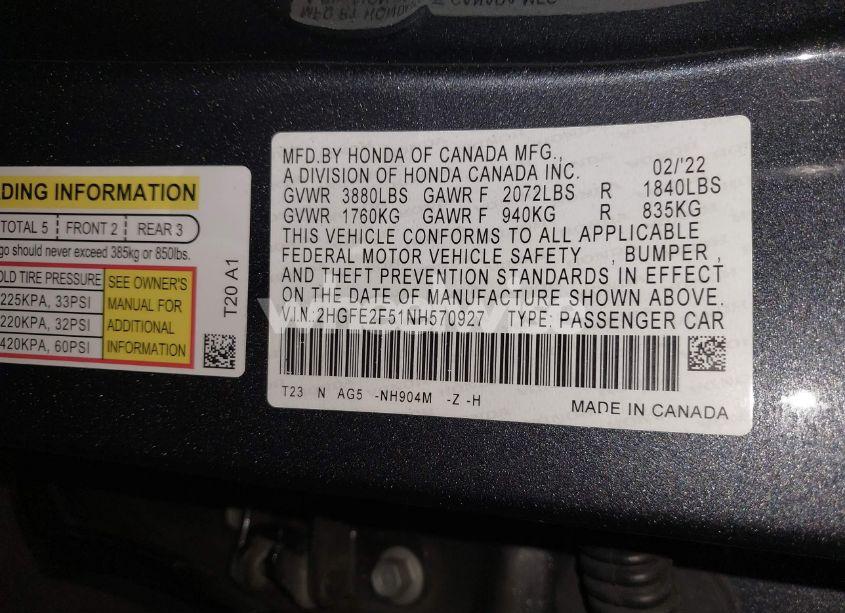 MFD.BY HONDA OF CANADA MFG.,
A DIVISION OF HONDA CANADA INC. 02/'22
GVWR 3880LBS GAWR F 2072LBS R 1840LBS
GVWR 1760KG GAWR F 940KG R 835KG
THIS VEHICLE CONFORMS TO ALL APPLICABLE
FEDERAL MOTOR VEHICLE SAFETY , BUMPER ,
AND THEFT PREVENTION STANDARDS IN EFFECT
ON THE DATE OF MANUFACTURE SHOWN ABOVE.
V.I.N.:2HGFE2F51NH570927 TYPE: PASSENGER CAR
T23 N AG5 -NH904M -Z -H
MADE IN CANADA
ADING INFORMATION
TOTAL 5 FRONT 2 REAR 3
go should never exceed 385kg or 850lbs.
OLD TIRE PRESSURE
225KPA, 33PSI
220KPA, 32PSI
420KPA, 60PSI
SEE OWNER'S
MANUAL FOR
ADDITIONAL
INFORMATION
T20 A1